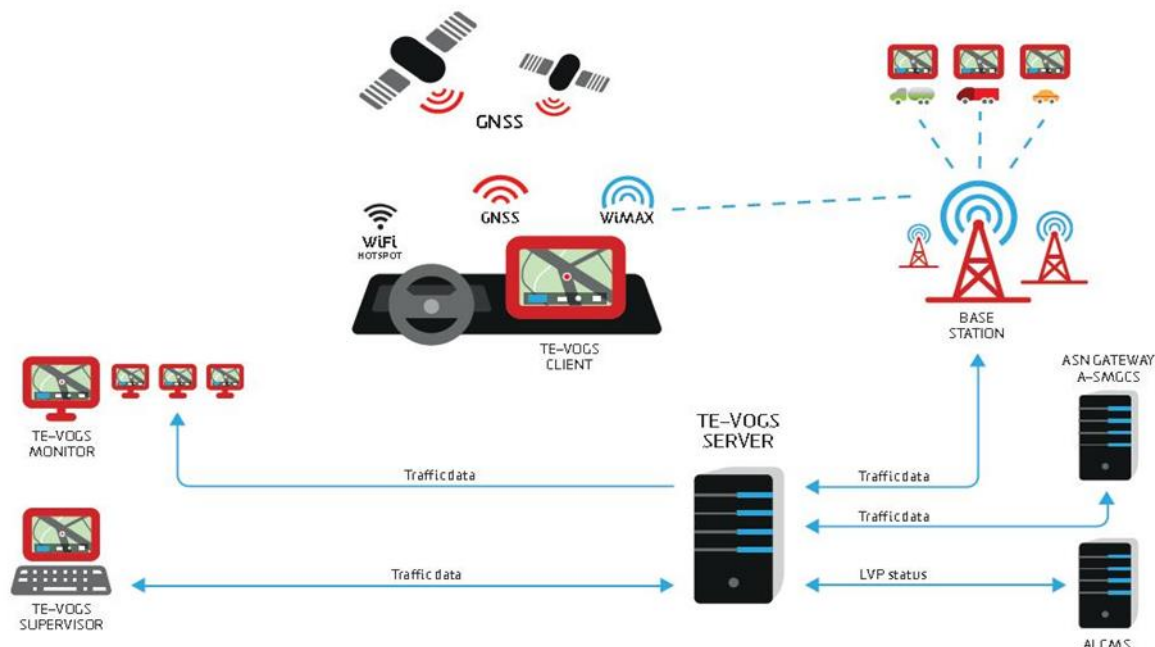 GNSS
WiFi
HOTSPOT
GNSS
WiMAX
TE-VOGS
CLIENT
BASE
STATION
ASN GATEWAY
A-SMGCS
TE-VOGS
MONITOR
TE-VOGS
SERVER
Traffic data
Traffic data
Traffic data
TE-VOGS
SUPERVISOR
Traffic data
LVP status
ALCMS